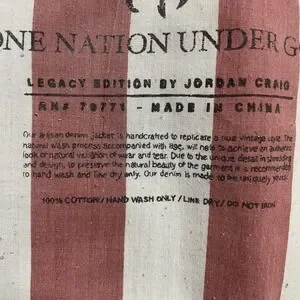 ONE NATION UNDER G
LEGACY EDITION BY JORDAN CRAIG
RN# 79771 - MADE IN CHINA
Our artisan denim jacket is handcrafted to replicate a true vintage style. The
natural wash process accompanied with age, will help to achieve an authentic
look of natural variation of wear and tear. Due to the unique detail in shredding
and design, to preserve the natural beauty of the garment it is recommended
to hand wash and line dry only. Our denim is made to be uniquely yours.
100% COTTON / HAND WASH ONLY / LINE DRY / DO NOT IRON